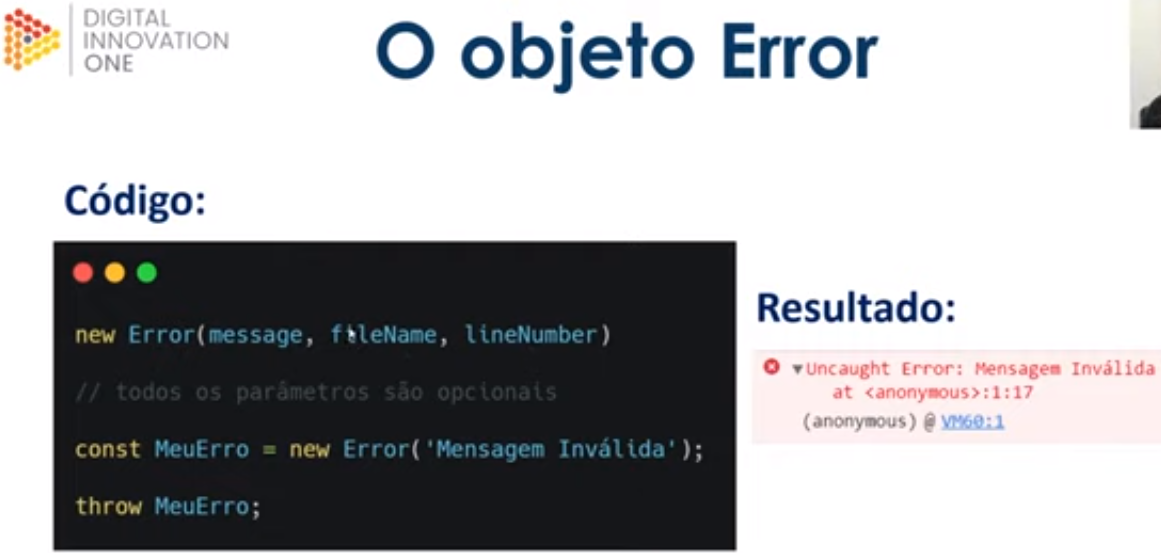 DIGITAL
INNOVATION
ONE
O objeto Error
Código:
new Error(message, fileName, lineNumber)
// todos os parâmetros são opcionais
const MeuErro = new Error('Mensagem Inválida');
throw MeuErro;
Resultado:
Uncaught Error: Mensagem Inválida
at <anonymous>:1:17
(anonymous) @ VM60:1